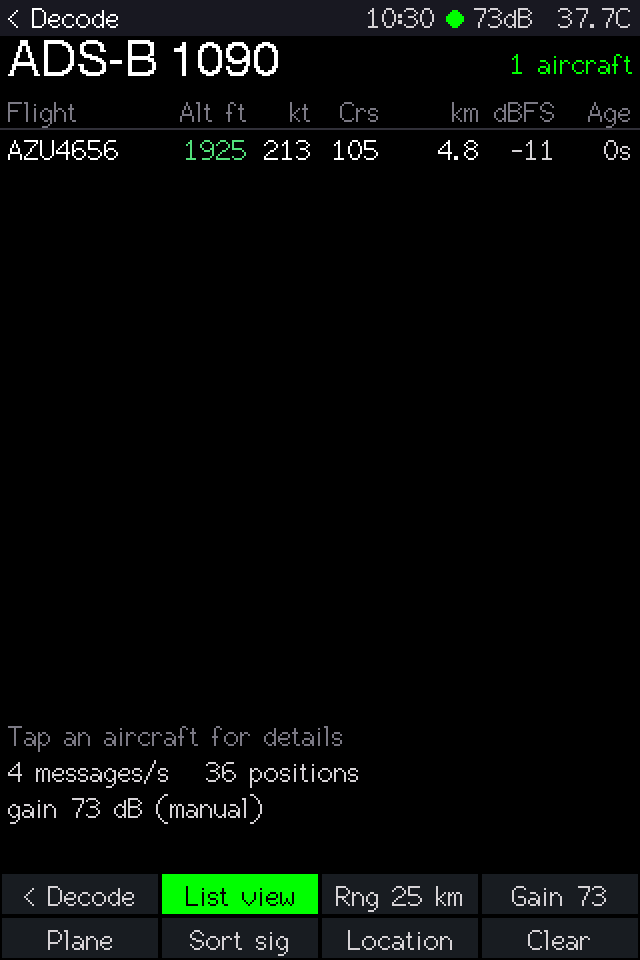 < Decode 10:30 73dB 37.7C
ADS-B 1090 1 aircraft
Flight Alt ft kt Crs km dBFS Age
AZU4656 1925 213 105 4.8 -11 0s
Tap an aircraft for details
4 messages/s 36 positions
gain 73 dB (manual)
< Decode List view Rng 25 km Gain 73
Plane Sort sig Location Clear